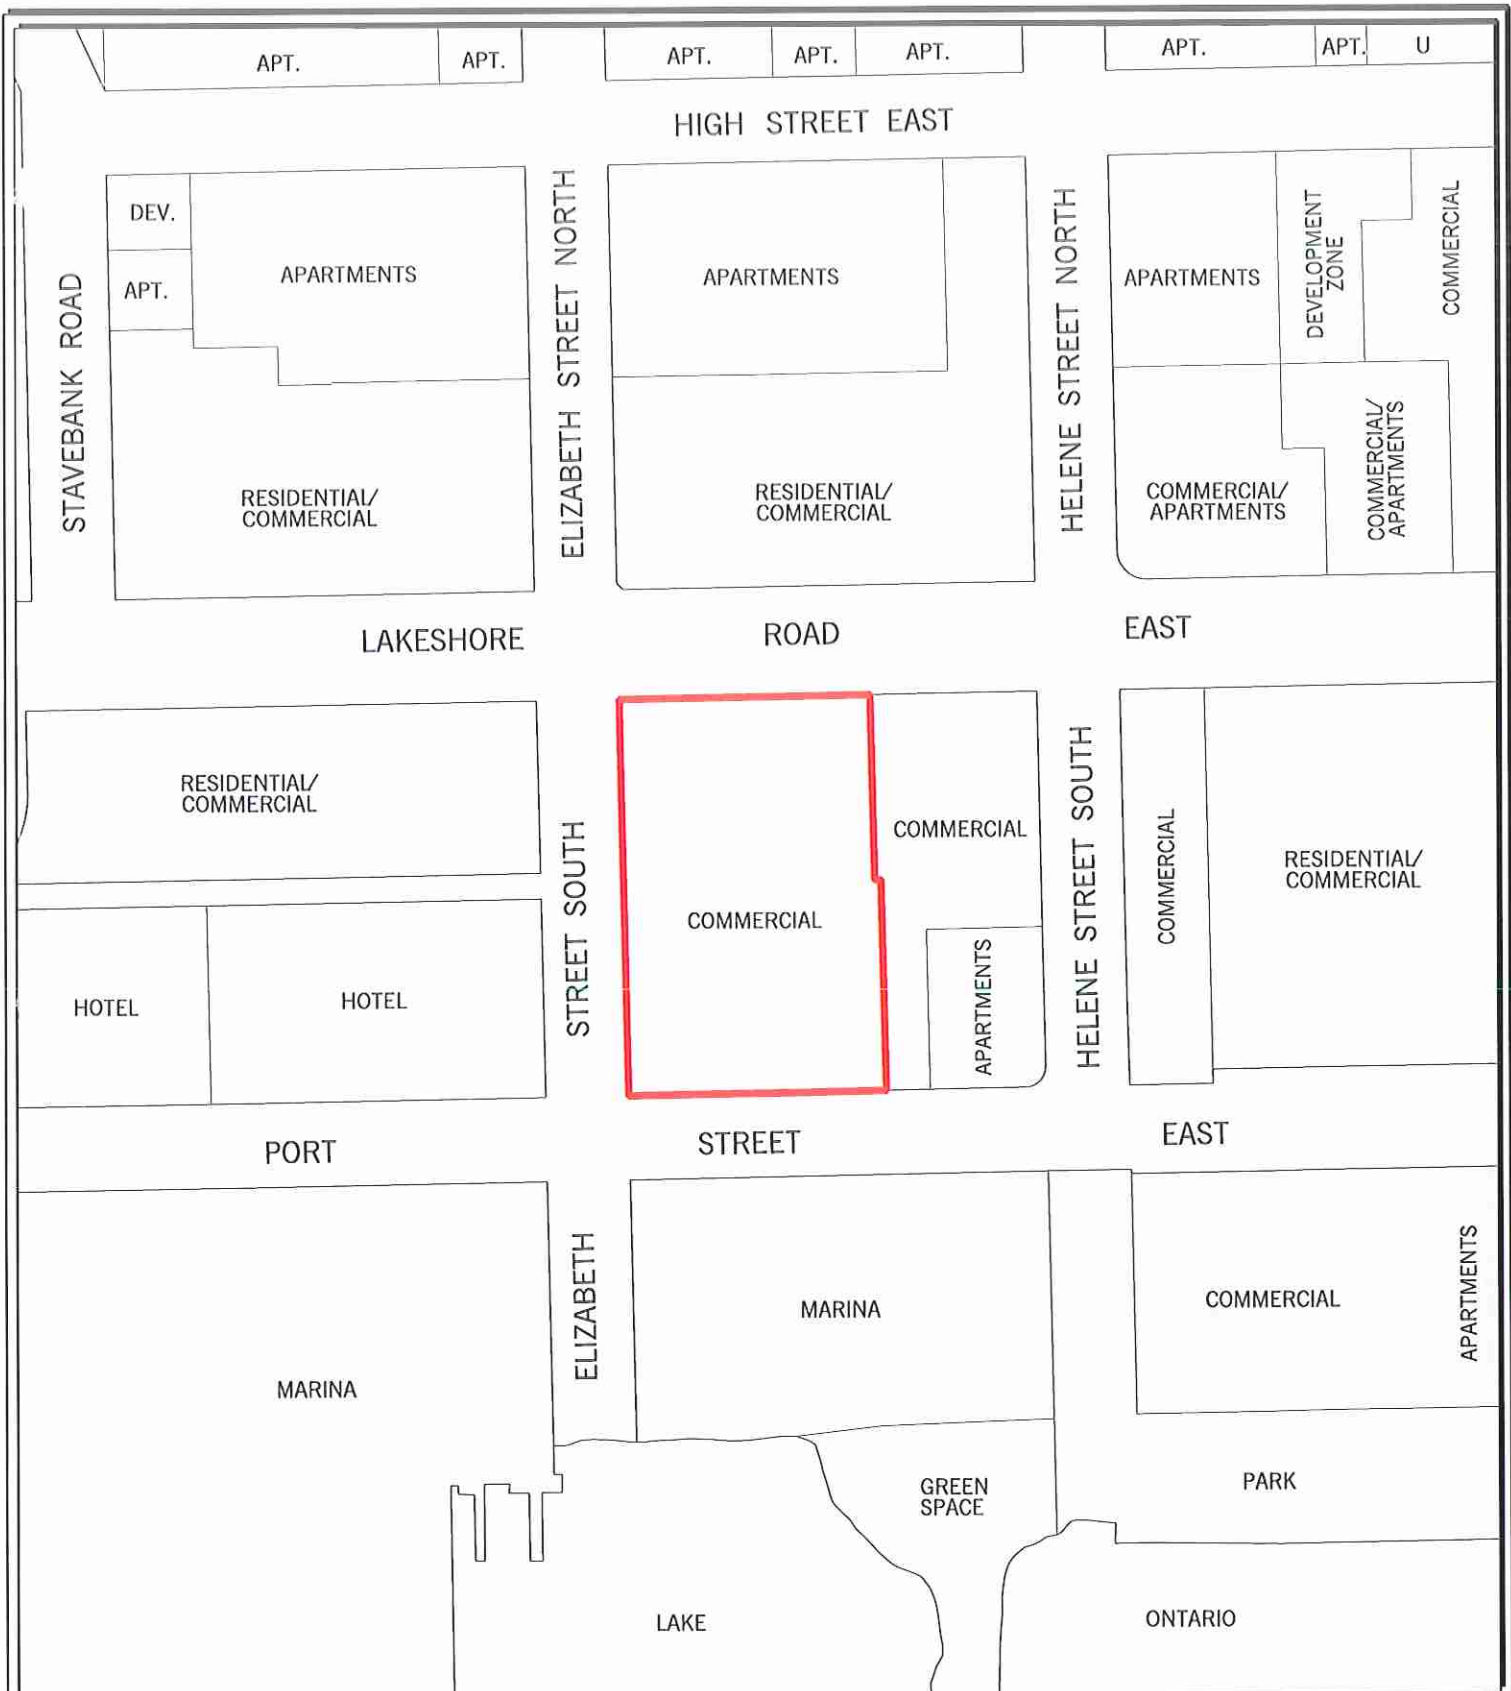 APT.
APT.
APT.
APT.
APT.
APT.
APT.
U
HIGH STREET EAST
DEV.
APT.
APARTMENTS
APARTMENTS
APARTMENTS
DEVELOPMENT
ZONE
COMMERCIAL
STAVEBANK ROAD
ELIZABETH STREET NORTH
HELENE STREET NORTH
RESIDENTIAL/
COMMERCIAL
RESIDENTIAL/
COMMERCIAL
COMMERCIAL/
APARTMENTS
COMMERCIAL/
APARTMENTS
LAKESHORE ROAD EAST
RESIDENTIAL/
COMMERCIAL
COMMERCIAL
COMMERCIAL
COMMERCIAL
RESIDENTIAL/
COMMERCIAL
HOTEL
HOTEL
STREET SOUTH
APARTMENTS
HELENE STREET SOUTH
PORT STREET EAST
ELIZABETH
MARINA
MARINA
COMMERCIAL
APARTMENTS
GREEN
SPACE
PARK
LAKE
ONTARIO